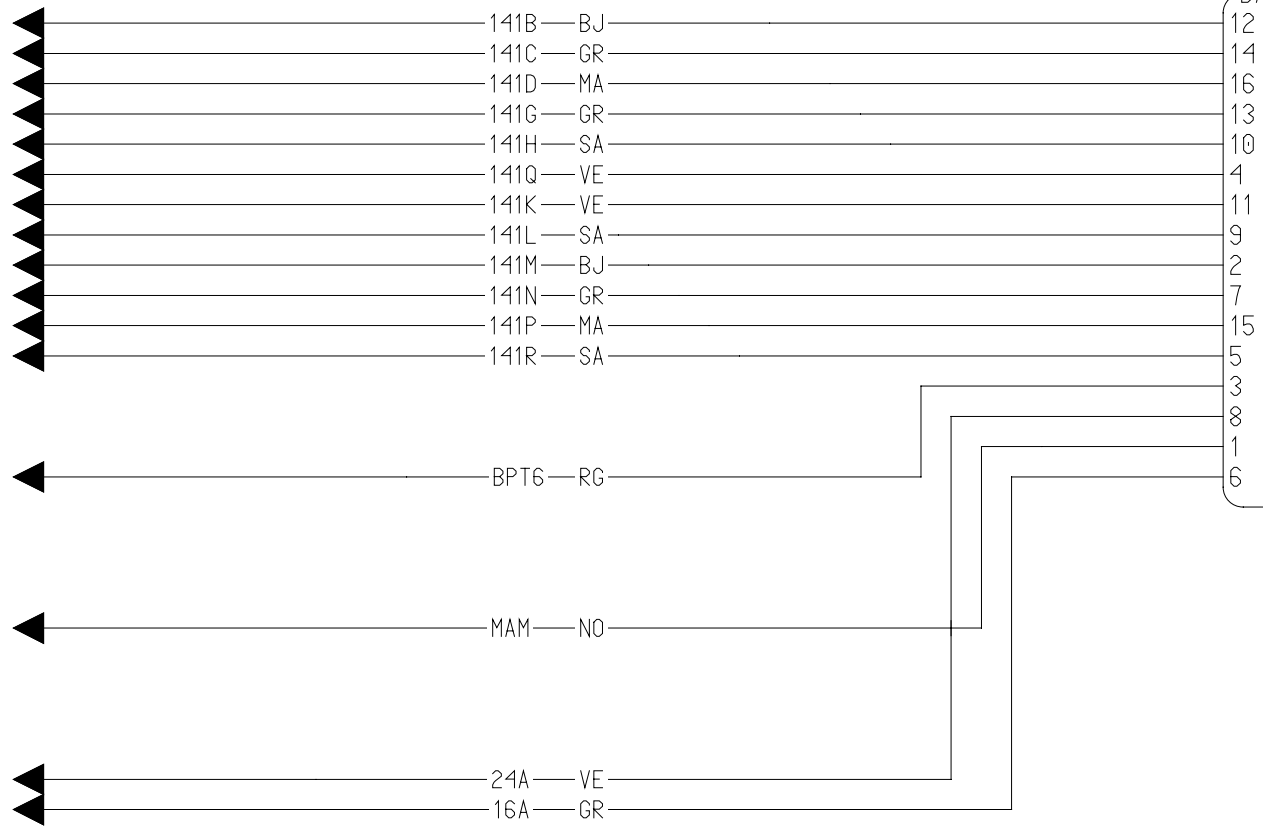 141B BJ 12
141C GR 14
141D MA 16
141G GR 13
141H SA 10
141Q VE 4
141K VE 11
141L SA 9
141M BJ 2
141N GR 7
141P MA 15
141R SA 5
3
8
1
BPT6 RG 6
MAM NO
24A VE
16A GR